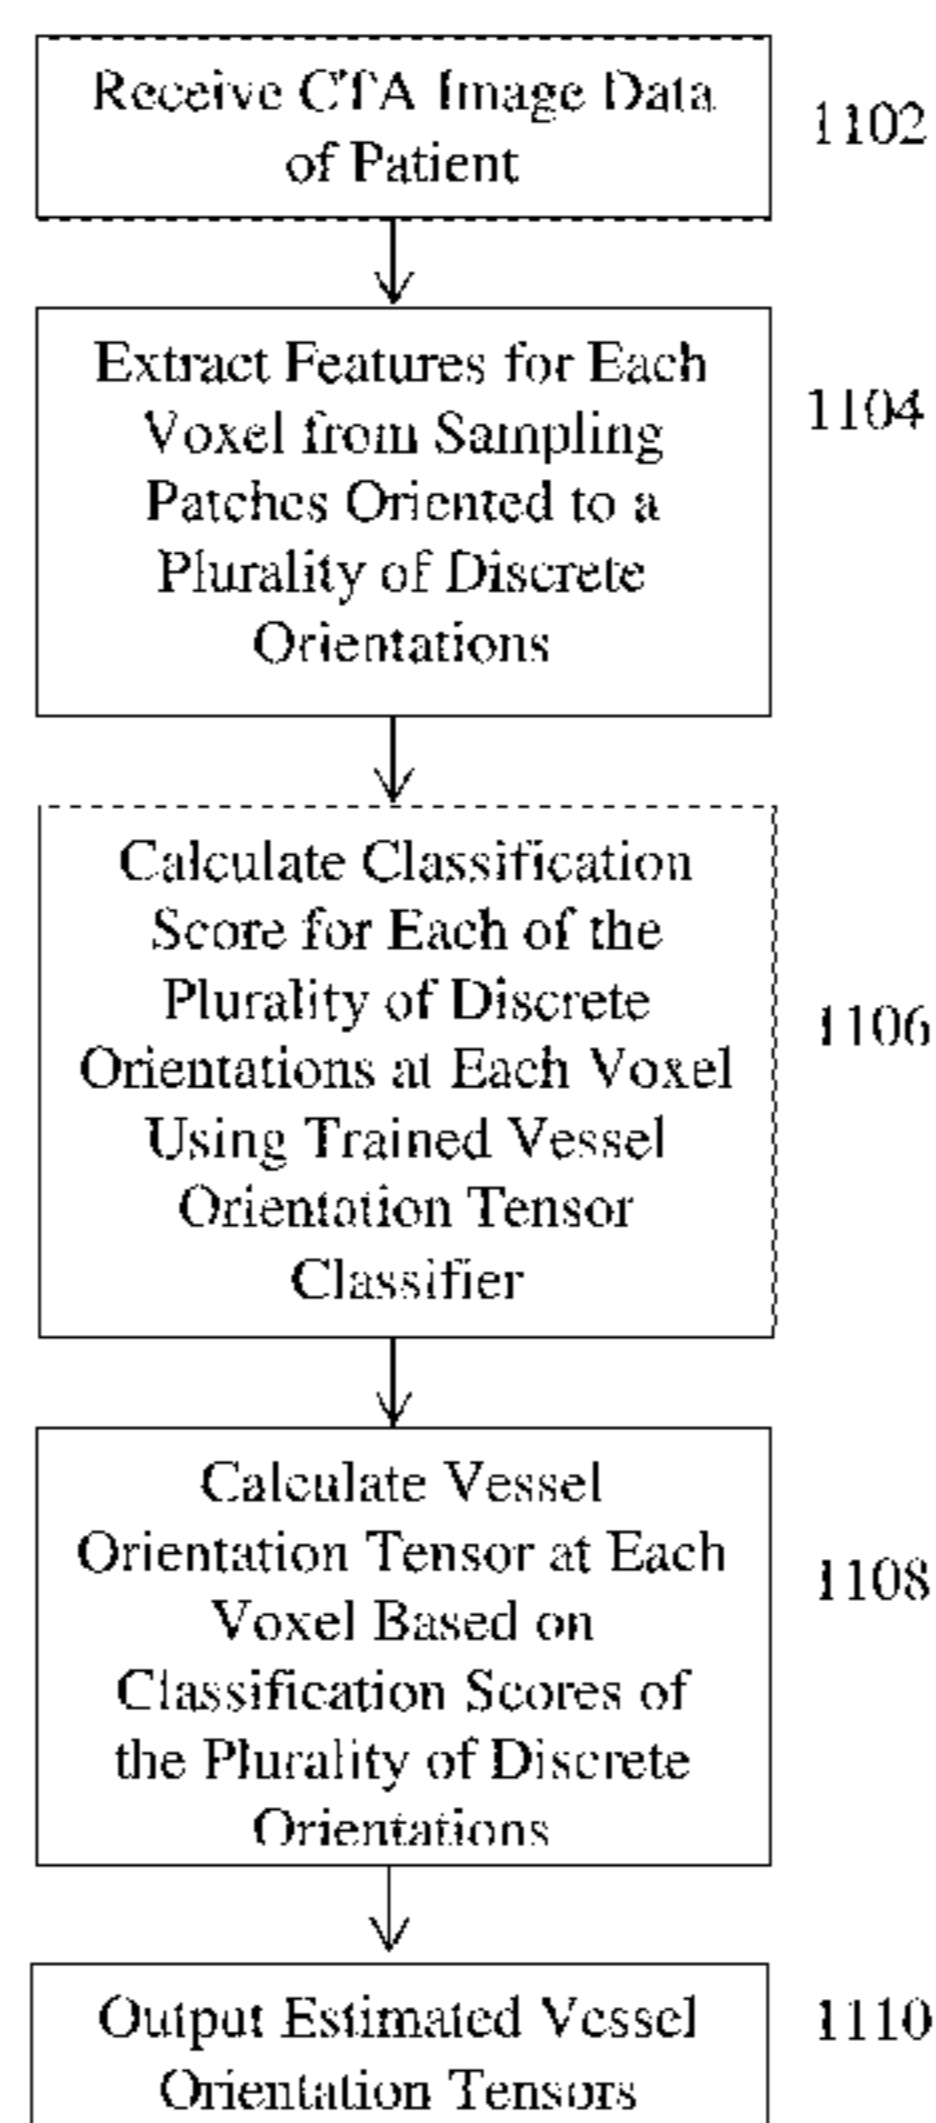 Receive CTA Image Data
of Patient
1102
Extract Features for Each
Voxel from Sampling
Patches Oriented to a
Plurality of Discrete
Orientations
1104
Calculate Classification
Score for Each of the
Plurality of Discrete
Orientations at Each Voxel
Using Trained Vessel
Orientation Tensor
Classifier
1106
Calculate Vessel
Orientation Tensor at Each
Voxel Based on
Classification Scores of
the Plurality of Discrete
Orientations
1108
Output Estimated Vessel
Orientation Tensors
1110